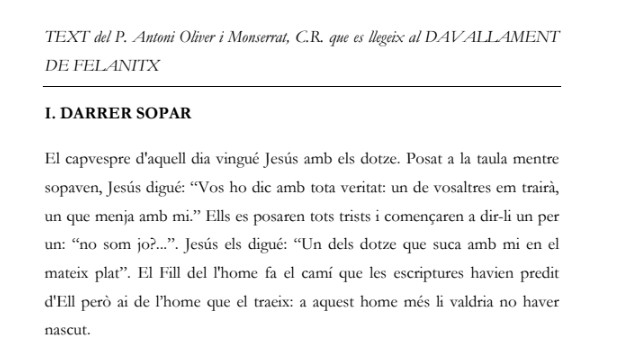 TEXT del P. Antoni Oliver i Monserrat, C.R. que es llegeix al DAVALLAMENT
DE FELANITX
I. DARRER SOPAR
El capvespre d'aquell dia vingué Jesús amb els dotze. Posat a la taula mentre
sopaven, Jesús digué: “Vos ho dic amb tota veritat: un de vosaltres em trairà,
un que menja amb mi.” Ells es posaren tots trists i començaren a dir-li un per
un: “no som jo?...”. Jesús els digué: “Un dels dotze que suca amb mi en el
mateix plat”. El Fill del l'home fa el camí que les escriptures havien predit
d'Ell però ai de l’home que el traeix: a aquest home més li valdria no haver
nascut.